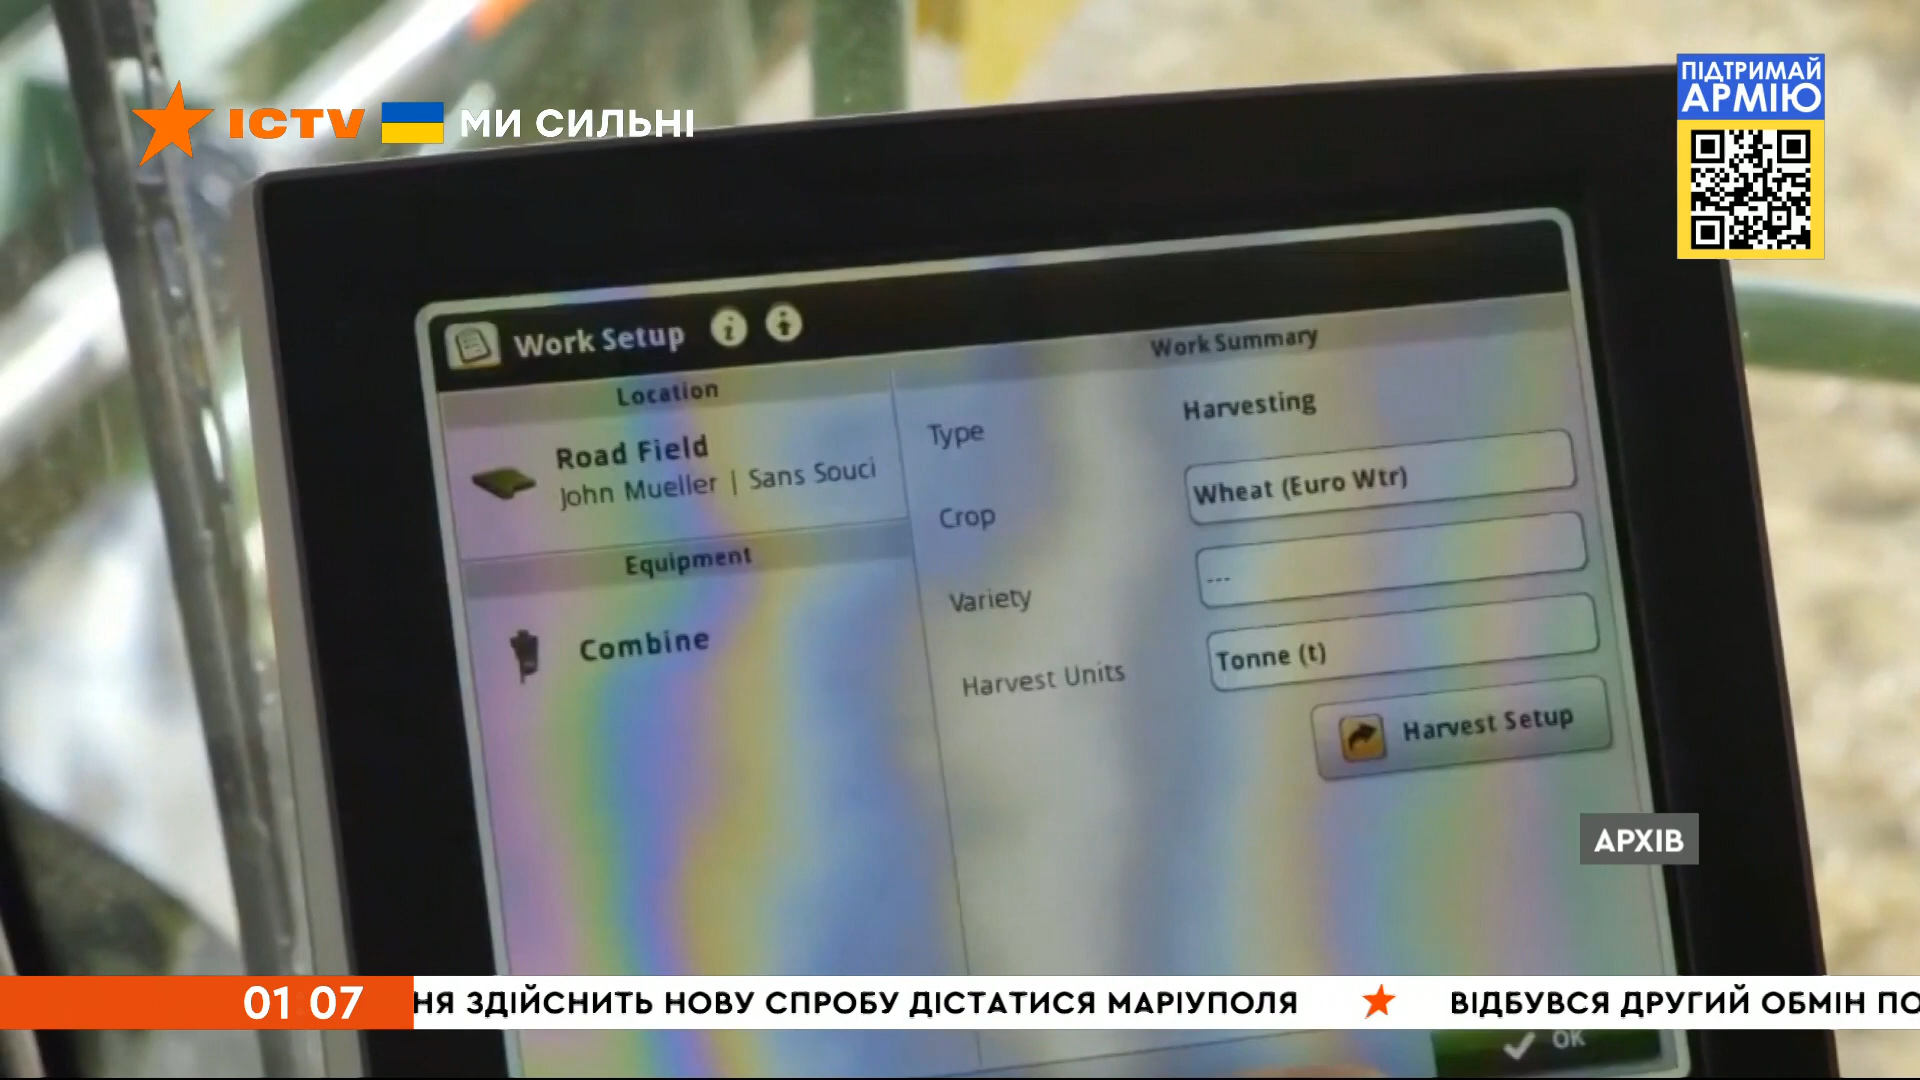 ICTV МИ СИЛЬНІ
ПІДТРИМАЙ
АРМІЮ
Work Setup
Location
Road Field
John Mueller | Sans Souci
Equipment
Combine
Work Summary
Type
Harvesting
Crop
Wheat (Euro Wtr)
Variety
---
Harvest Units
Tonne (t)
Harvest Setup
АРХІВ
OK
01 07
НЯ ЗДІЙСНИТЬ НОВУ СПРОБУ ДІСТАТИСЯ МАРІУПОЛЯ
ВІДБУВСЯ ДРУГИЙ ОБМІН ПО